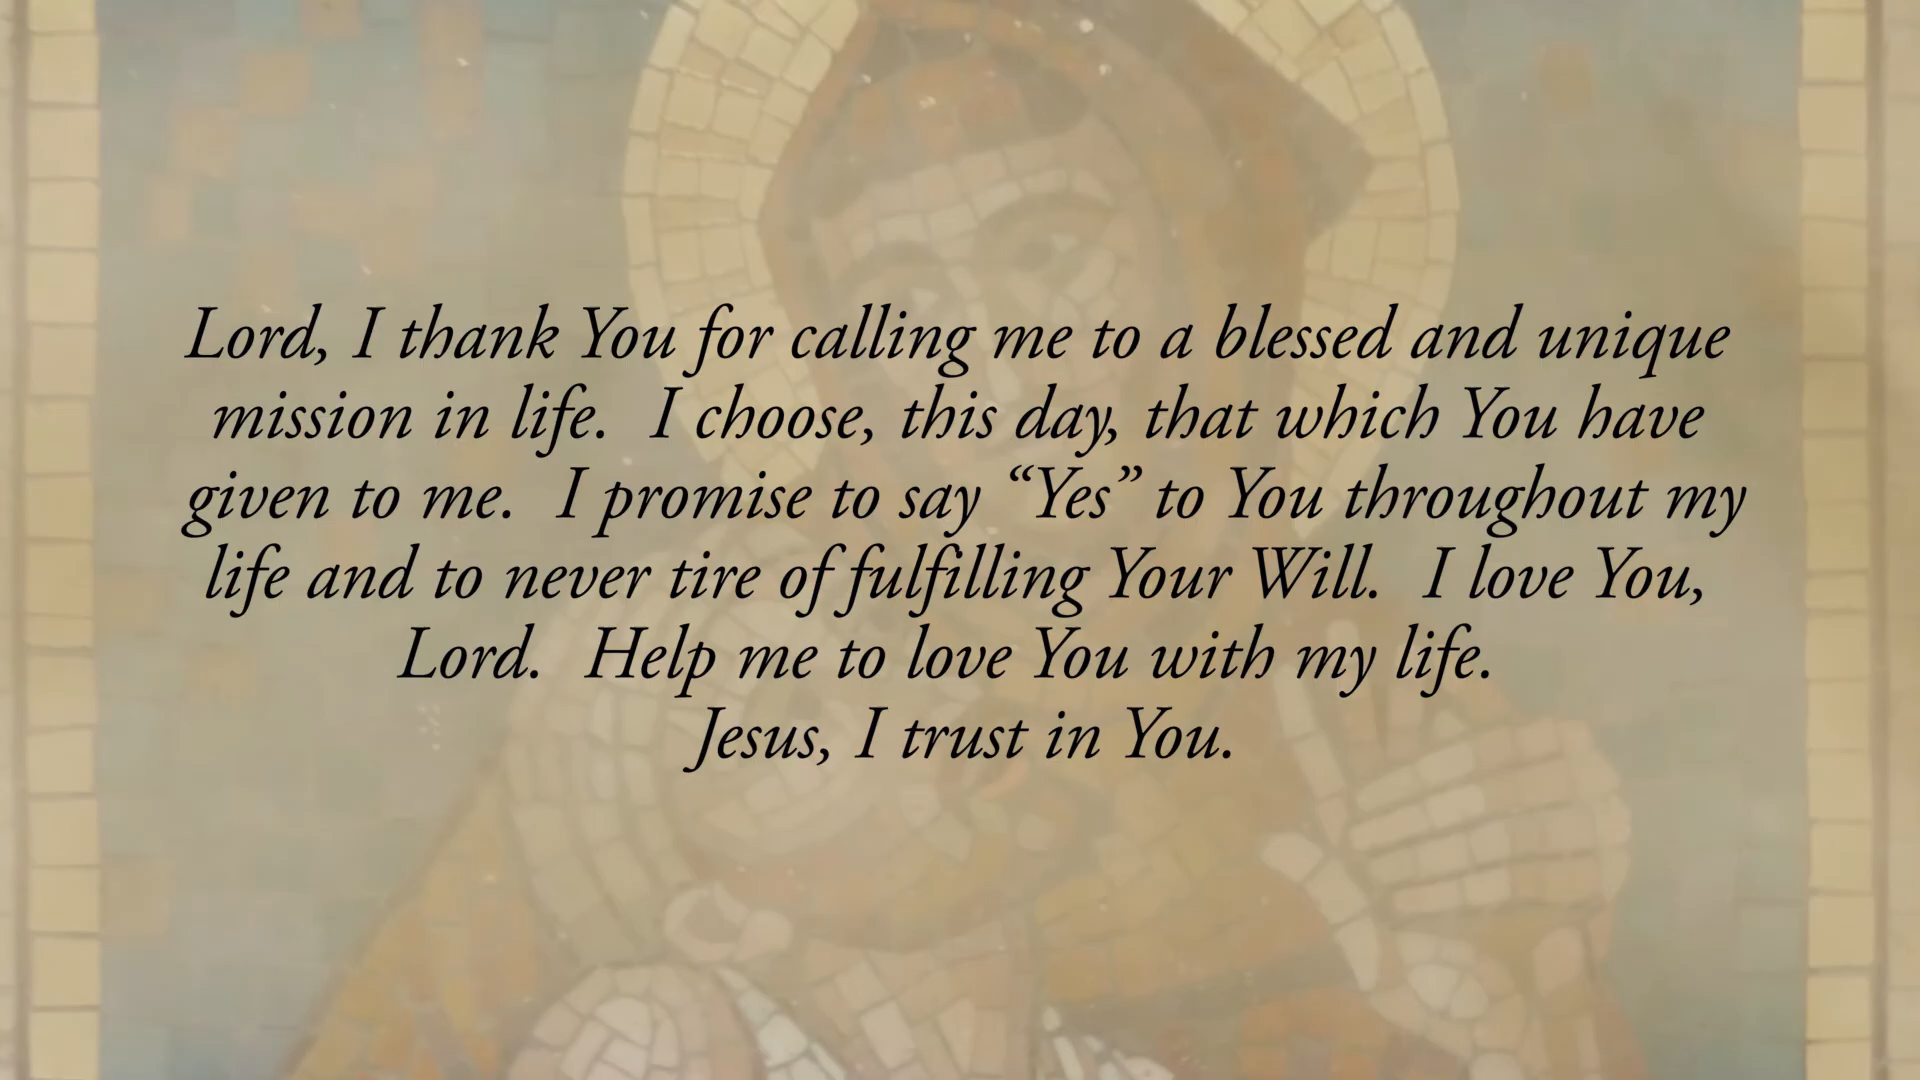 Lord, I thank You for calling me to a blessed and unique
mission in life.  I choose, this day, that which You have
given to me.  I promise to say “Yes” to You throughout my
life and to never tire of fulfilling Your Will.  I love You,
Lord.  Help me to love You with my life.
Jesus, I trust in You.